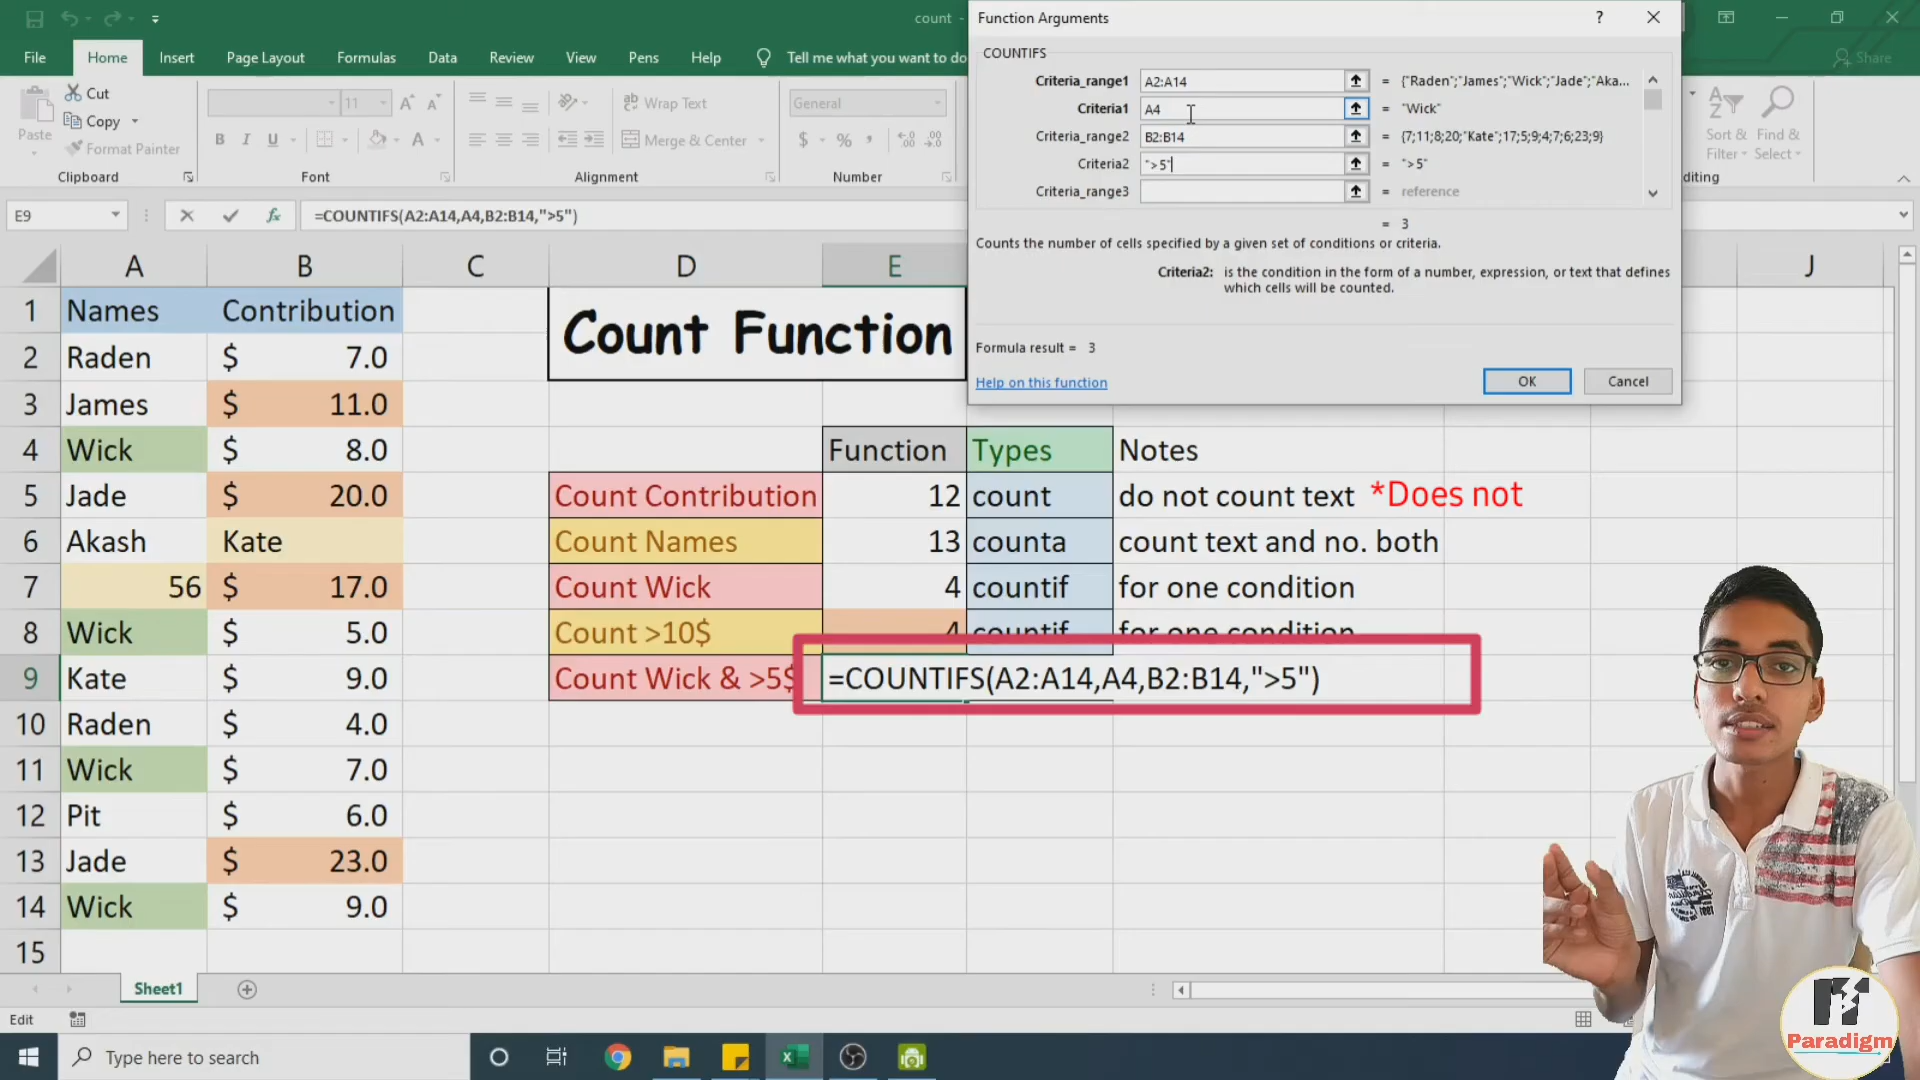 count -
Function Arguments
?
File Home Insert Page Layout Formulas Data Review View Pens Help Tell me what you want to do
Share
COUNTIFS
Criteria_range1 A2:A14 = {"Raden";"James";"Wick";"Jade";"Aka...
Criteria1 A4 = "Wick"
Criteria_range2 B2:B14 = {7;11;8;20;"Kate";17;5;9;4;7;6;23;9}
Criteria2 ">5" = ">5"
Criteria_range3 = reference
= 3
Counts the number of cells specified by a given set of conditions or criteria.
Criteria2: is the condition in the form of a number, expression, or text that defines
which cells will be counted.
Formula result = 3
Help on this function
OK Cancel
Paste
Cut
Copy
Format Painter
Clipboard
11
B I U
Font
Wrap Text
Merge & Center
Alignment
General
$ % ,
Number
Sort & Filter
Find & Select
diting
E9 fx =COUNTIFS(A2:A14,A4,B2:B14,">5")
A B C D E J
1 Names Contribution
Count Function
2 Raden $ 7.0
3 James $ 11.0
4 Wick $ 8.0 Function Types Notes
5 Jade $ 20.0 Count Contribution 12 count do not count text *Does not
6 Akash Kate Count Names 13 counta count text and no. both
7 56 $ 17.0 Count Wick 4 countif for one condition
8 Wick $ 5.0 Count >10$ 4 countif for one condition
9 Kate $ 9.0 Count Wick & >5$ =COUNTIFS(A2:A14,A4,B2:B14,">5")
10 Raden $ 4.0
11 Wick $ 7.0
12 Pit $ 6.0
13 Jade $ 23.0
14 Wick $ 9.0
15
Sheet1
Edit
Type here to search
Paradigm